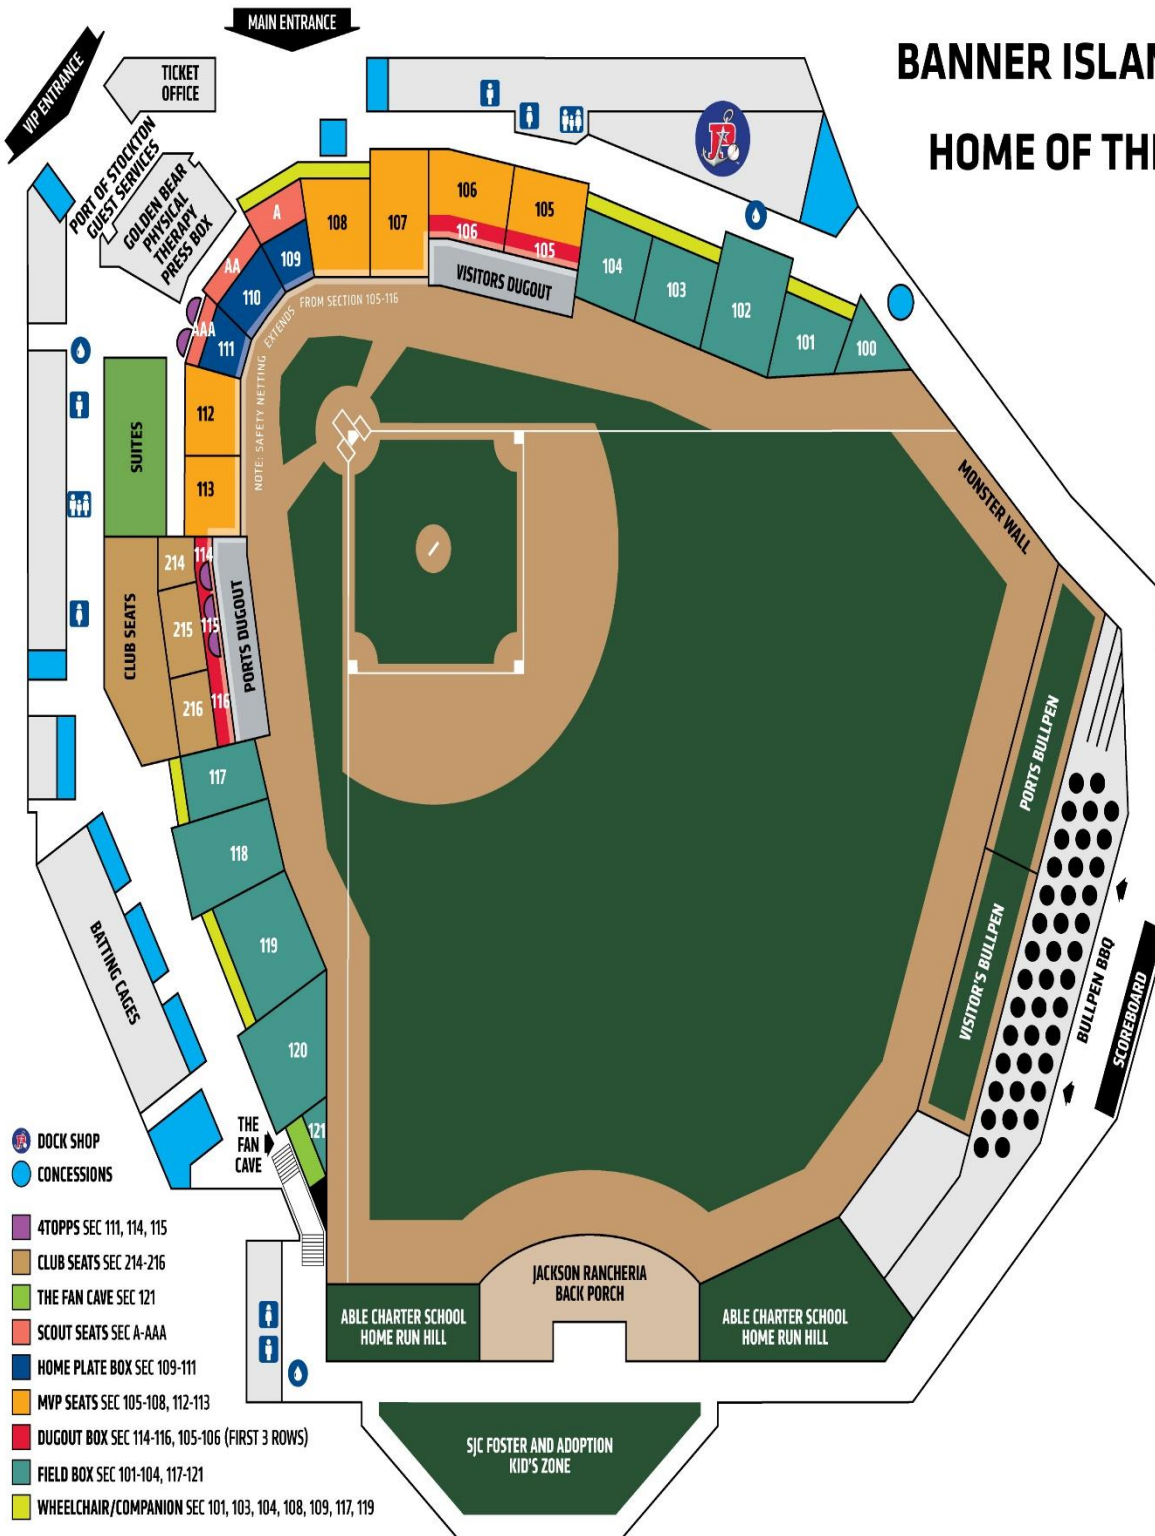 MAIN ENTRANCE
VIP ENTRANCE
TICKET
OFFICE
BANNER ISLAN
HOME OF TH
PORT OF STOCKTON
GUEST SERVICES
GOLDEN BEAR
PHYSICAL
THERAPY
PRESS BOX
A
AA
AAA
108
107
106
105
106
105
109
110
111
VISITORS DUGOUT
104
103
102
101
100
NOTE: SAFETY NETTING EXTENDS FROM SECTION 105-116
SUITES
112
113
MONSTER WALL
CLUB SEATS
214
215
216
114
115
116
PORTS DUGOUT
117
118
119
120
121
PORTS BULLPEN
VISITOR'S BULLPEN
BULLPEN BBQ
SCOREBOARD
BATTING CAGES
THE
FAN
CAVE
JACKSON RANCHERIA
BACK PORCH
ABLE CHARTER SCHOOL
HOME RUN HILL
ABLE CHARTER SCHOOL
HOME RUN HILL
SJC FOSTER AND ADOPTION
KID'S ZONE
DOCK SHOP
CONCESSIONS
4TOPPS SEC 111, 114, 115
CLUB SEATS SEC 214-216
THE FAN CAVE SEC 121
SCOUT SEATS SEC A-AAA
HOME PLATE BOX SEC 109-111
MVP SEATS SEC 105-108, 112-113
DUGOUT BOX SEC 114-116, 105-106 (FIRST 3 ROWS)
FIELD BOX SEC 101-104, 117-121
WHEELCHAIR/COMPANION SEC 101, 103, 104, 108, 109, 117, 119